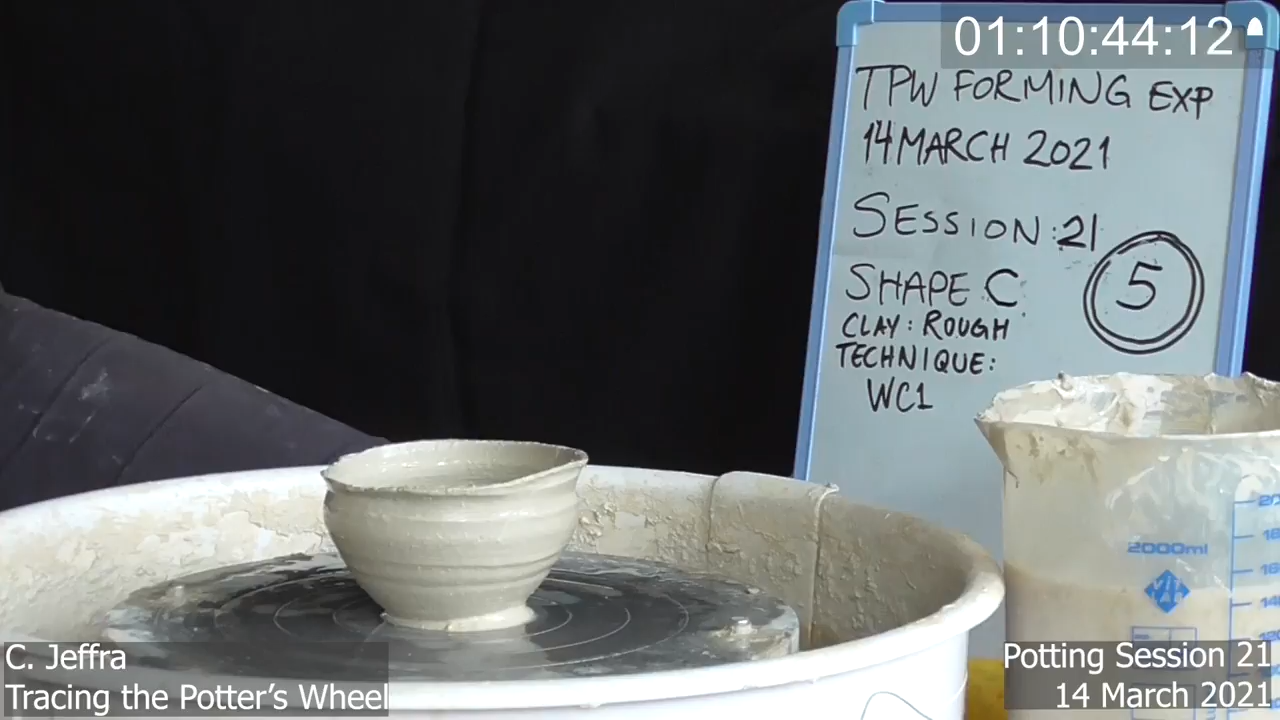 01:10:44:12
TPW FORMING EXP
14 MARCH 2021
SESSION: 21
5
SHAPE C
CLAY: ROUGH
TECHNIQUE:
WC1
2000ml
C. Jeffra
Tracing the Potter's Wheel
Potting Session 21
14 March 2021